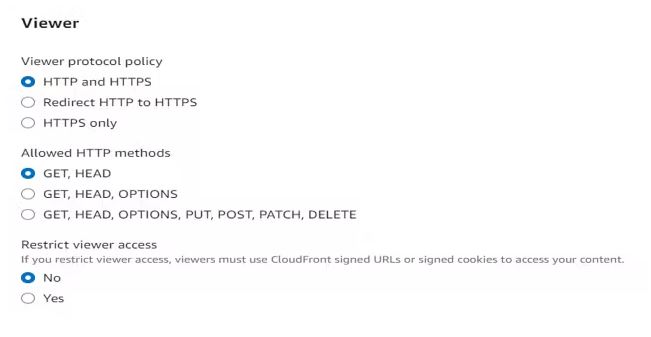 Viewer
Viewer protocol policy
HTTP and HTTPS
Redirect HTTP to HTTPS
HTTPS only
Allowed HTTP methods
GET, HEAD
GET, HEAD, OPTIONS
GET, HEAD, OPTIONS, PUT, POST, PATCH, DELETE
Restrict viewer access
If you restrict viewer access, viewers must use CloudFront signed URLs or signed cookies to access your content.
No
Yes